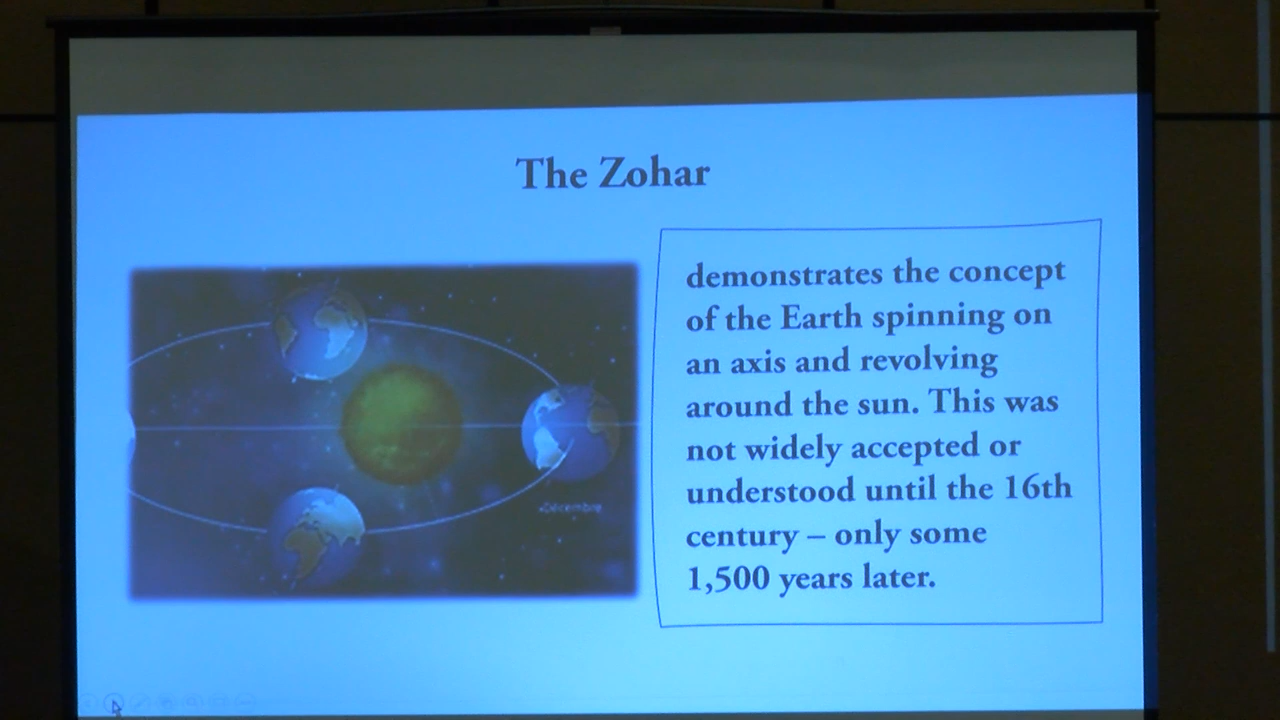 The Zohar
demonstrates the concept
of the Earth spinning on
an axis and revolving
around the sun. This was
not widely accepted or
understood until the 16th
century – only some
1,500 years later.
Décembre